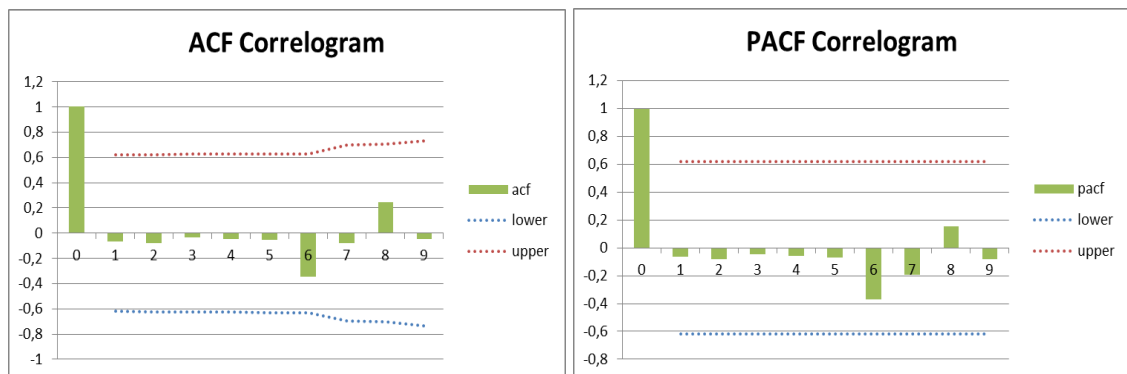 ACF Correlogram
1,2
1
0,8
0,6
0,4
0,2
0
-0,2
-0,4
-0,6
-0,8
-1
0 1 2 3 4 5 6 7 8 9
acf
lower
upper
PACF Correlogram
1,2
1
0,8
0,6
0,4
0,2
0
-0,2
-0,4
-0,6
-0,8
0 1 2 3 4 5 6 7 8 9
pacf
lower
upper